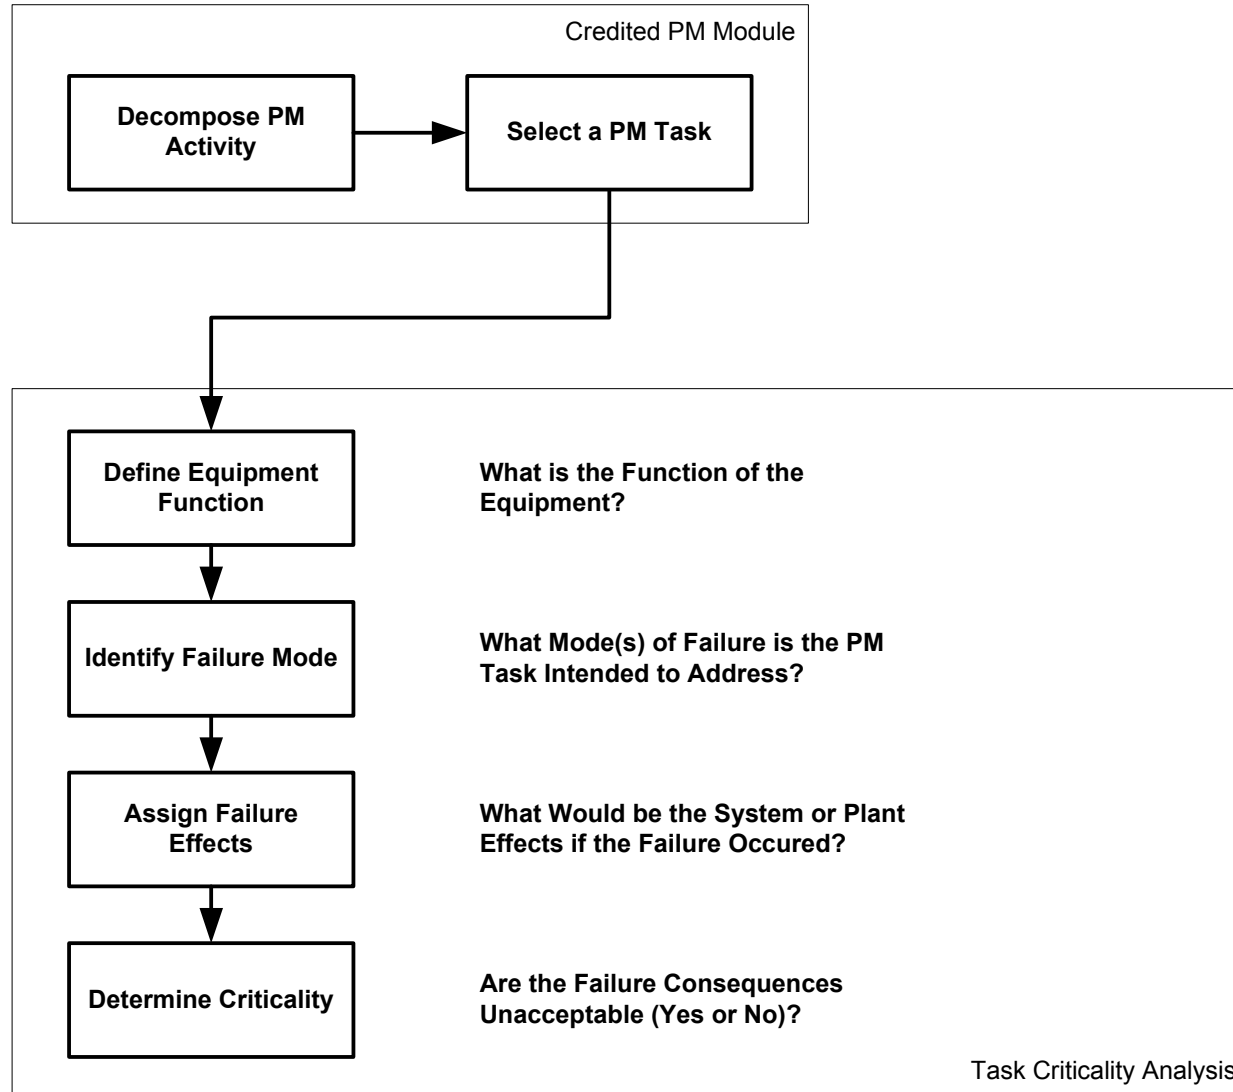 Credited PM Module
Decompose PM
Activity
Select a PM Task
Define Equipment
Function
What is the Function of the
Equipment?
Identify Failure Mode
What Mode(s) of Failure is the PM
Task Intended to Address?
Assign Failure
Effects
What Would be the System or Plant
Effects if the Failure Occured?
Determine Criticality
Are the Failure Consequences
Unacceptable (Yes or No)?
Task Criticality Analysis